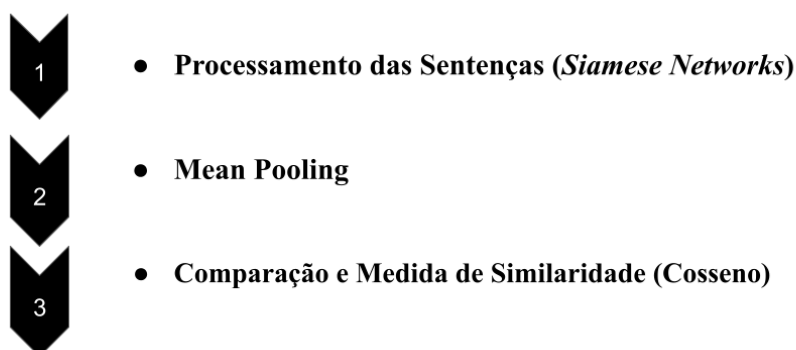 1 ● Processamento das Sentenças (Siamese Networks)
2 ● Mean Pooling
3 ● Comparação e Medida de Similaridade (Cosseno)